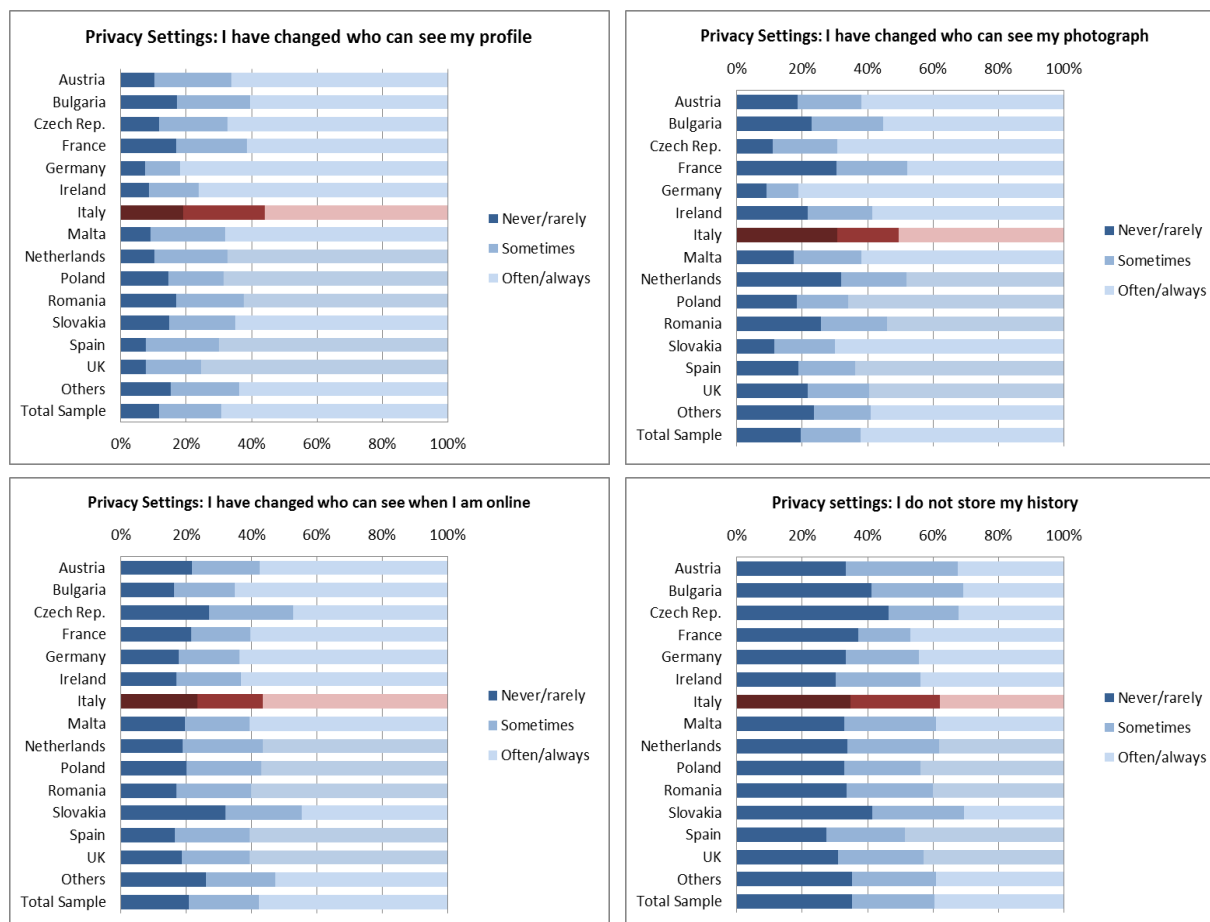 Privacy Settings: I have changed who can see my profile
Austria
Bulgaria
Czech Rep.
France
Germany
Ireland
Italy
Malta
Netherlands
Poland
Romania
Slovakia
Spain
UK
Others
Total Sample
0% 20% 40% 60% 80% 100%
Never/rarely
Sometimes
Often/always
Privacy Settings: I have changed who can see my photograph
0% 20% 40% 60% 80% 100%
Austria
Bulgaria
Czech Rep.
France
Germany
Ireland
Italy
Malta
Netherlands
Poland
Romania
Slovakia
Spain
UK
Others
Total Sample
Never/rarely
Sometimes
Often/always
Privacy Settings: I have changed who can see when I am online
0% 20% 40% 60% 80% 100%
Austria
Bulgaria
Czech Rep.
France
Germany
Ireland
Italy
Malta
Netherlands
Poland
Romania
Slovakia
Spain
UK
Others
Total Sample
Never/rarely
Sometimes
Often/always
Privacy settings: I do not store my history
0% 20% 40% 60% 80% 100%
Austria
Bulgaria
Czech Rep.
France
Germany
Ireland
Italy
Malta
Netherlands
Poland
Romania
Slovakia
Spain
UK
Others
Total Sample
Never/rarely
Sometimes
Often/always